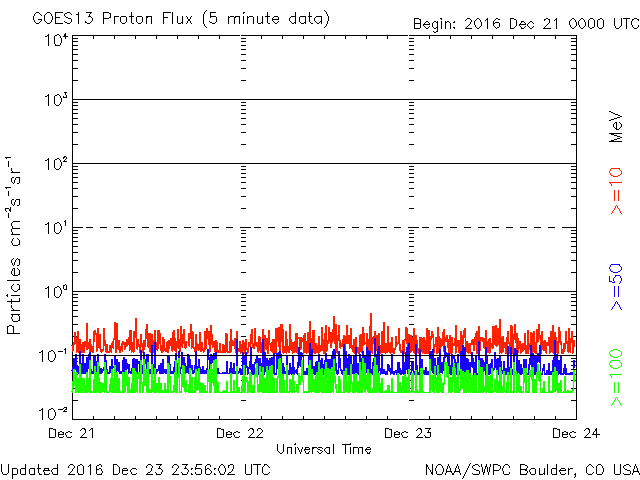 GOES13 Proton Flux (5 minute data)
Begin: 2016 Dec 21 0000 UTC
10⁴
10³
10²
10¹
10⁰
10⁻¹
10⁻²
Particles cm⁻²s⁻¹sr⁻¹
MeV
>=10
>=50
>=100
Dec 21
Dec 22
Dec 23
Dec 24
Universal Time
Updated 2016 Dec 23 23:56:02 UTC
NOAA/SWPC Boulder, CO USA